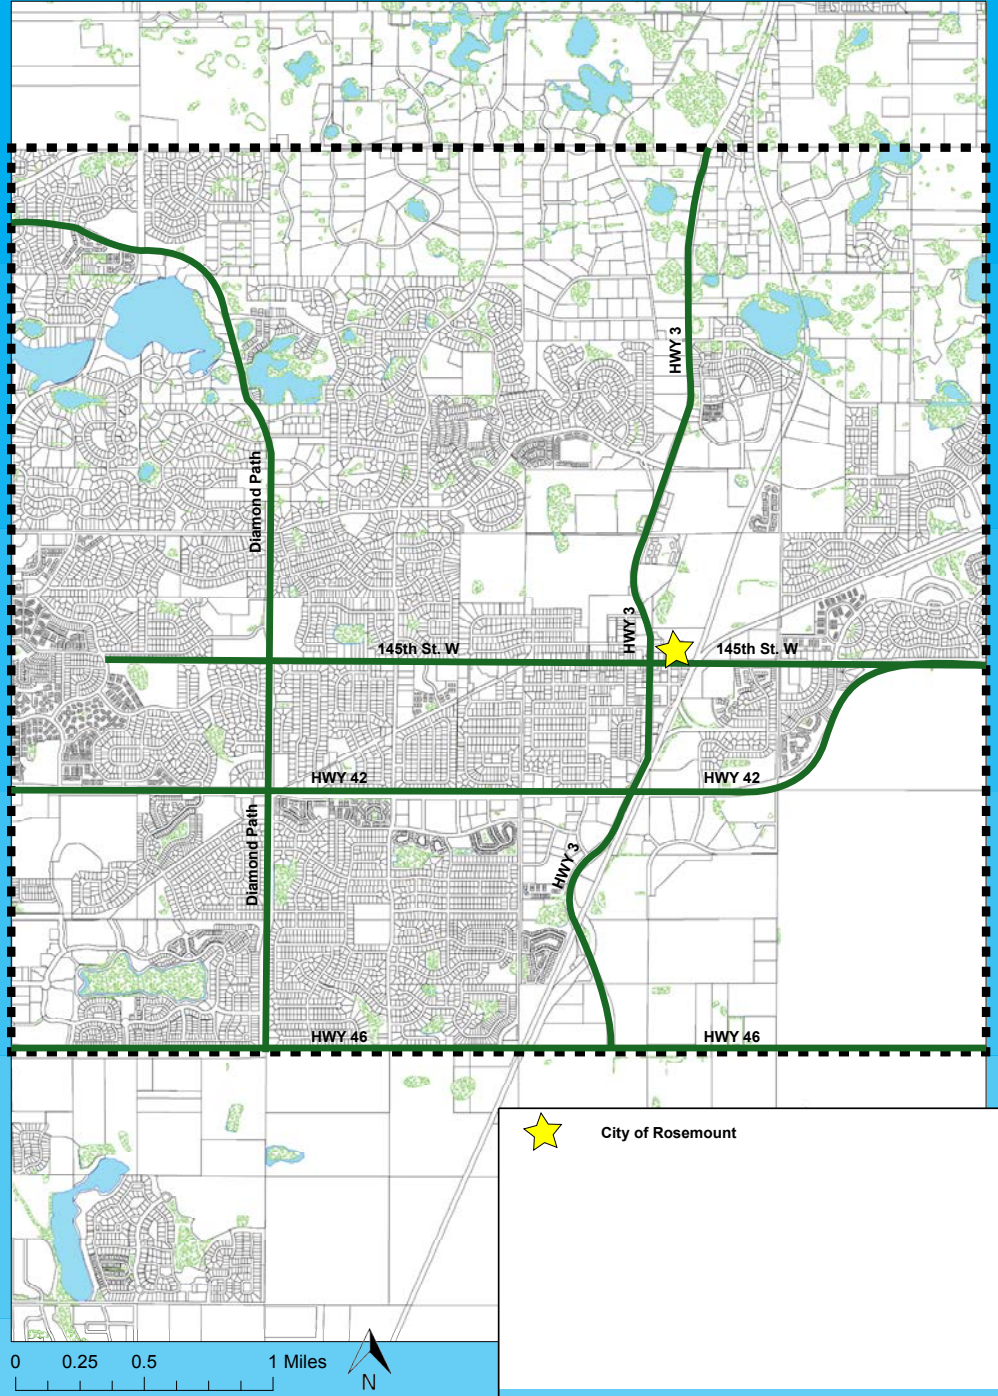 HWY 3
Diamond Path
HWY 3
145th St. W
145th St. W
HWY 42
HWY 42
Diamond Path
HWY 3
HWY 46
HWY 46
City of Rosemount
0 0.25 0.5 1 Miles
N